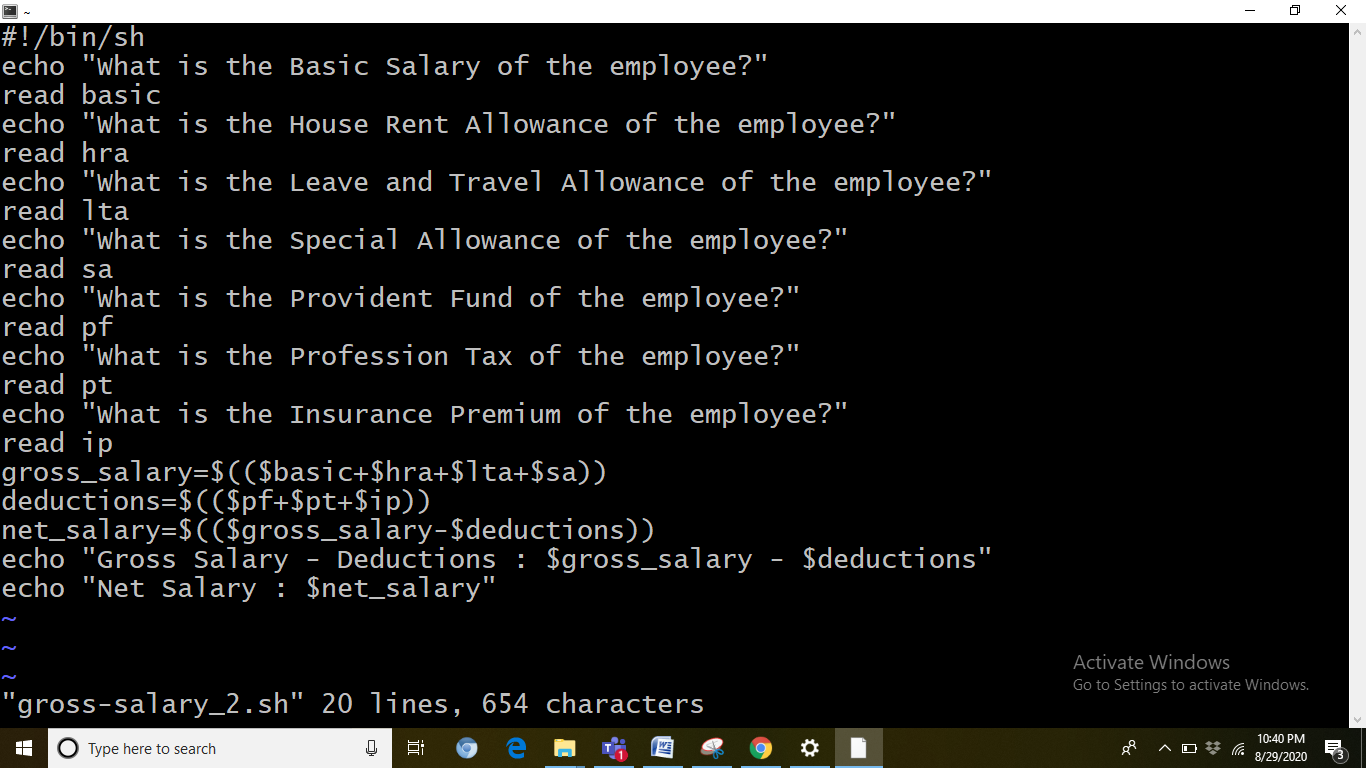 ~
#!/bin/sh
echo "What is the Basic Salary of the employee?"
read basic
echo "What is the House Rent Allowance of the employee?"
read hra
echo "What is the Leave and Travel Allowance of the employee?"
read lta
echo "What is the Special Allowance of the employee?"
read sa
echo "What is the Provident Fund of the employee?"
read pf
echo "What is the Profession Tax of the employee?"
read pt
echo "What is the Insurance Premium of the employee?"
read ip
gross_salary=$(($basic+$hra+$lta+$sa))
deductions=$(($pf+$pt+$ip))
net_salary=$(($gross_salary-$deductions))
echo "Gross Salary - Deductions : $gross_salary - $deductions"
echo "Net Salary : $net_salary"
~
~
~
"gross-salary_2.sh" 20 lines, 654 characters
Activate Windows
Go to Settings to activate Windows.
Type here to search
1
10:40 PM
8/29/2020
3